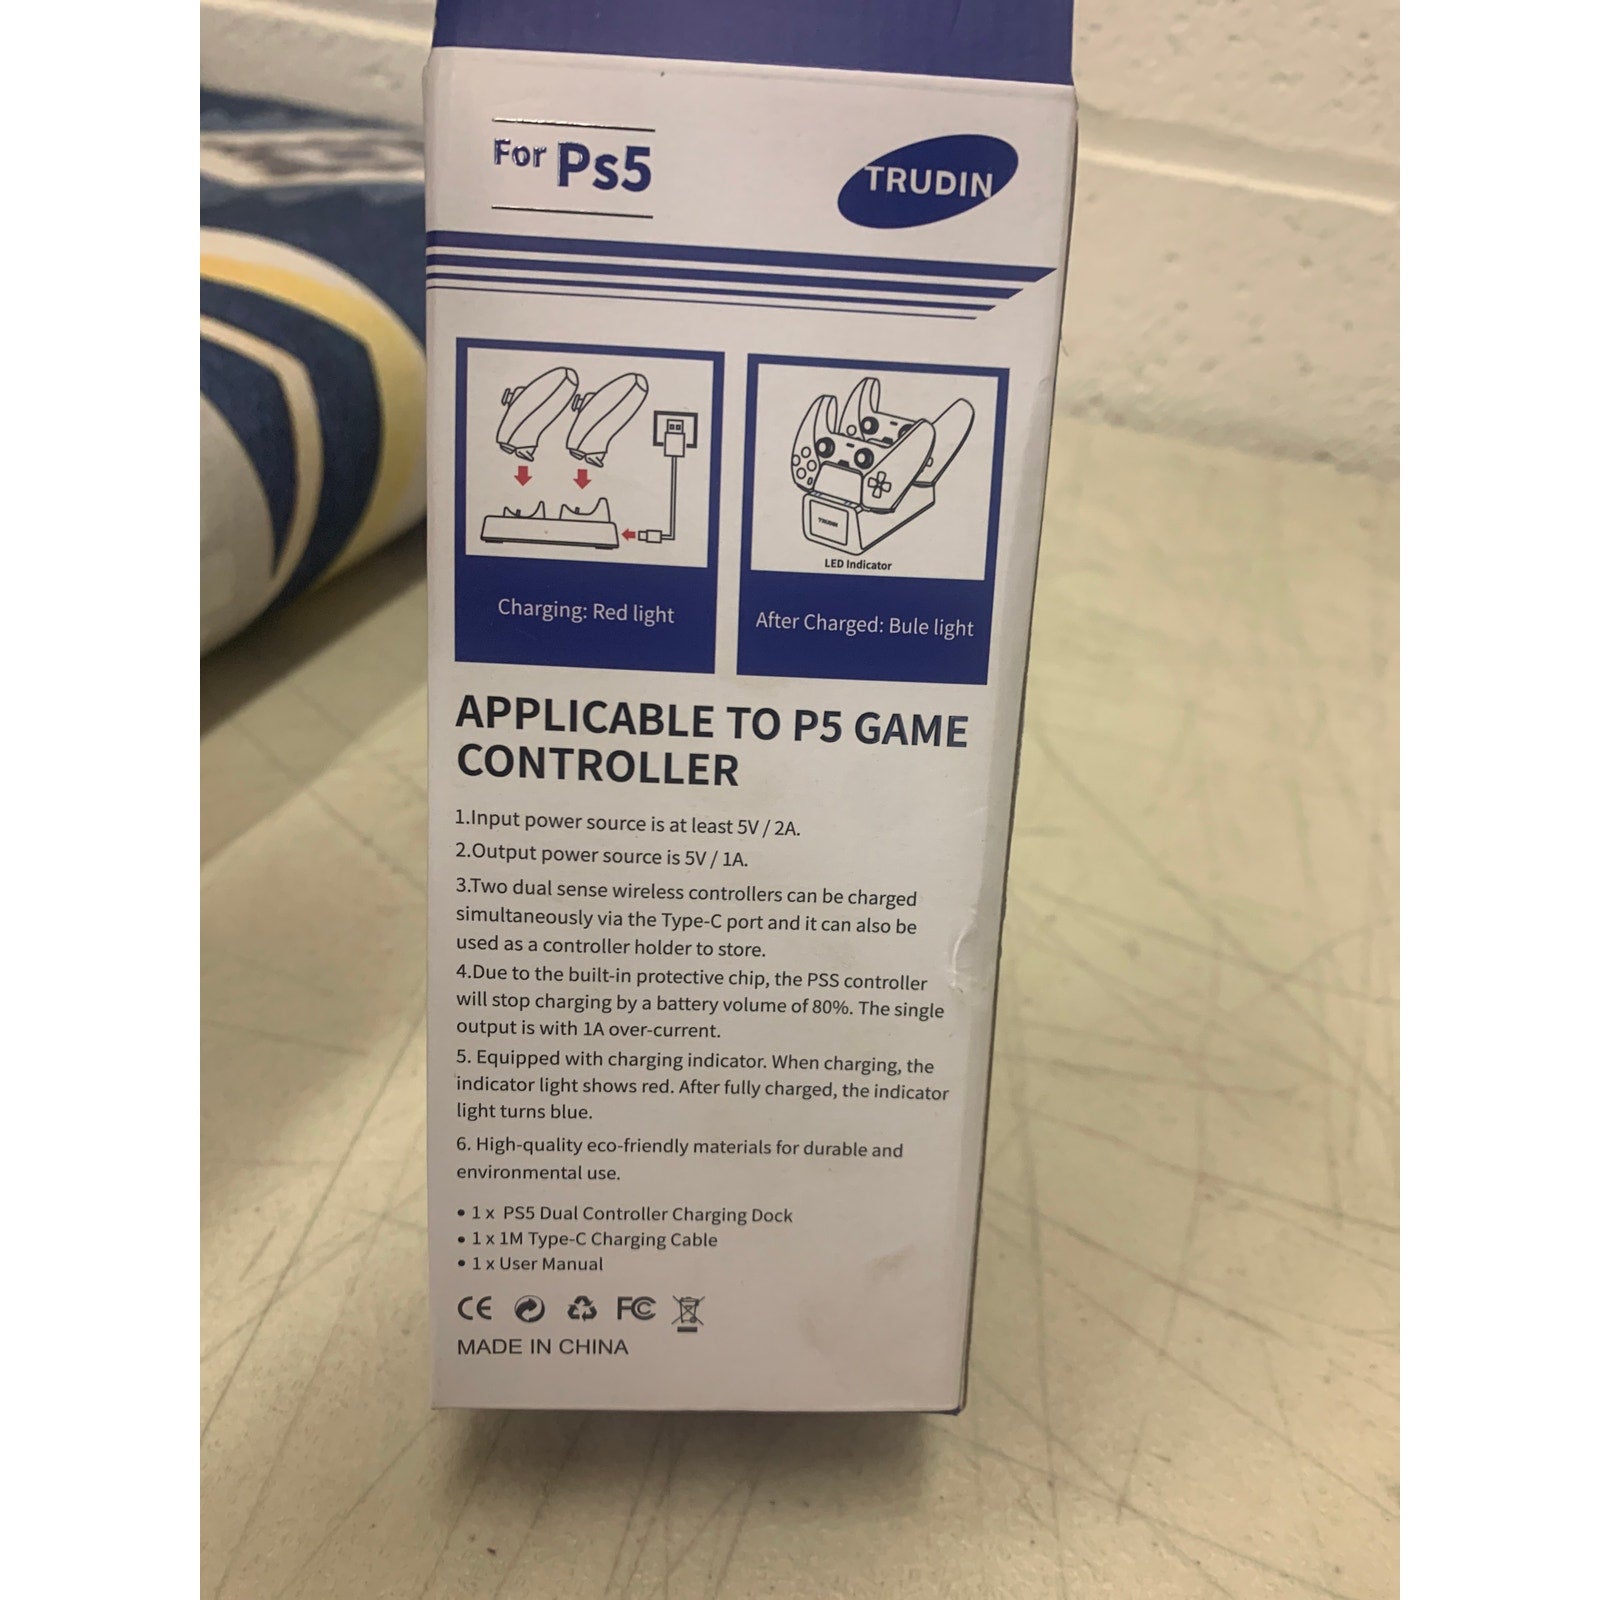 For Ps5
TRUDIN
TRUDIN
LED Indicator
Charging: Red light
After Charged: Bule light
APPLICABLE TO P5 GAME
CONTROLLER
1.Input power source is at least 5V / 2A.
2.Output power source is 5V / 1A.
3.Two dual sense wireless controllers can be charged
simultaneously via the Type-C port and it can also be
used as a controller holder to store.
4.Due to the built-in protective chip, the PSS controller
will stop charging by a battery volume of 80%. The single
output is with 1A over-current.
5. Equipped with charging indicator. When charging, the
indicator light shows red. After fully charged, the indicator
light turns blue.
6. High-quality eco-friendly materials for durable and
environmental use.
• 1 x PS5 Dual Controller Charging Dock
• 1 x 1M Type-C Charging Cable
• 1 x User Manual
CE FC
MADE IN CHINA